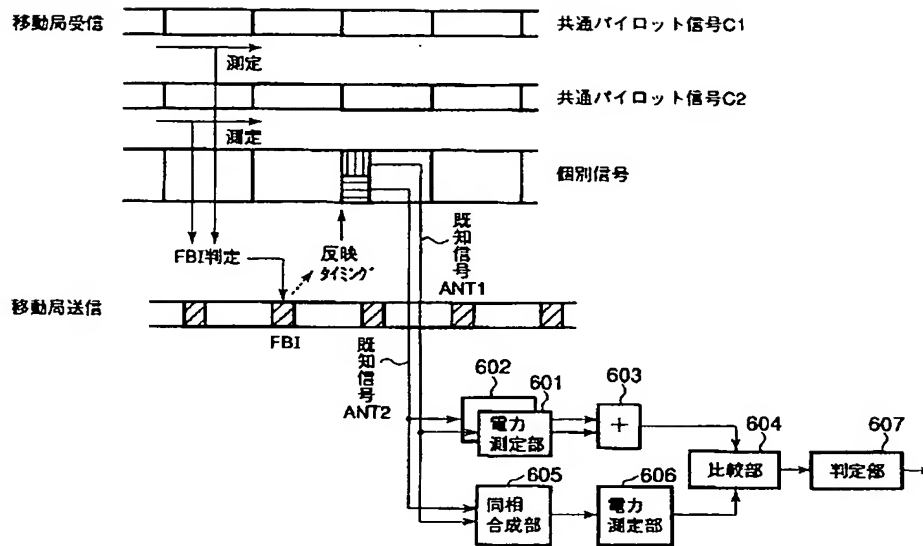 移動局受信
共通パイロット信号C1
測定
共通パイロット信号C2
測定
個別信号
FBI判定
反映
タイミング
既知信号
ANT1
移動局送信
FBI
既知信号
ANT2
602
601
603
電力
測定部
+
604
607
比較部
判定部
605
606
同相
合成部
電力
測定部